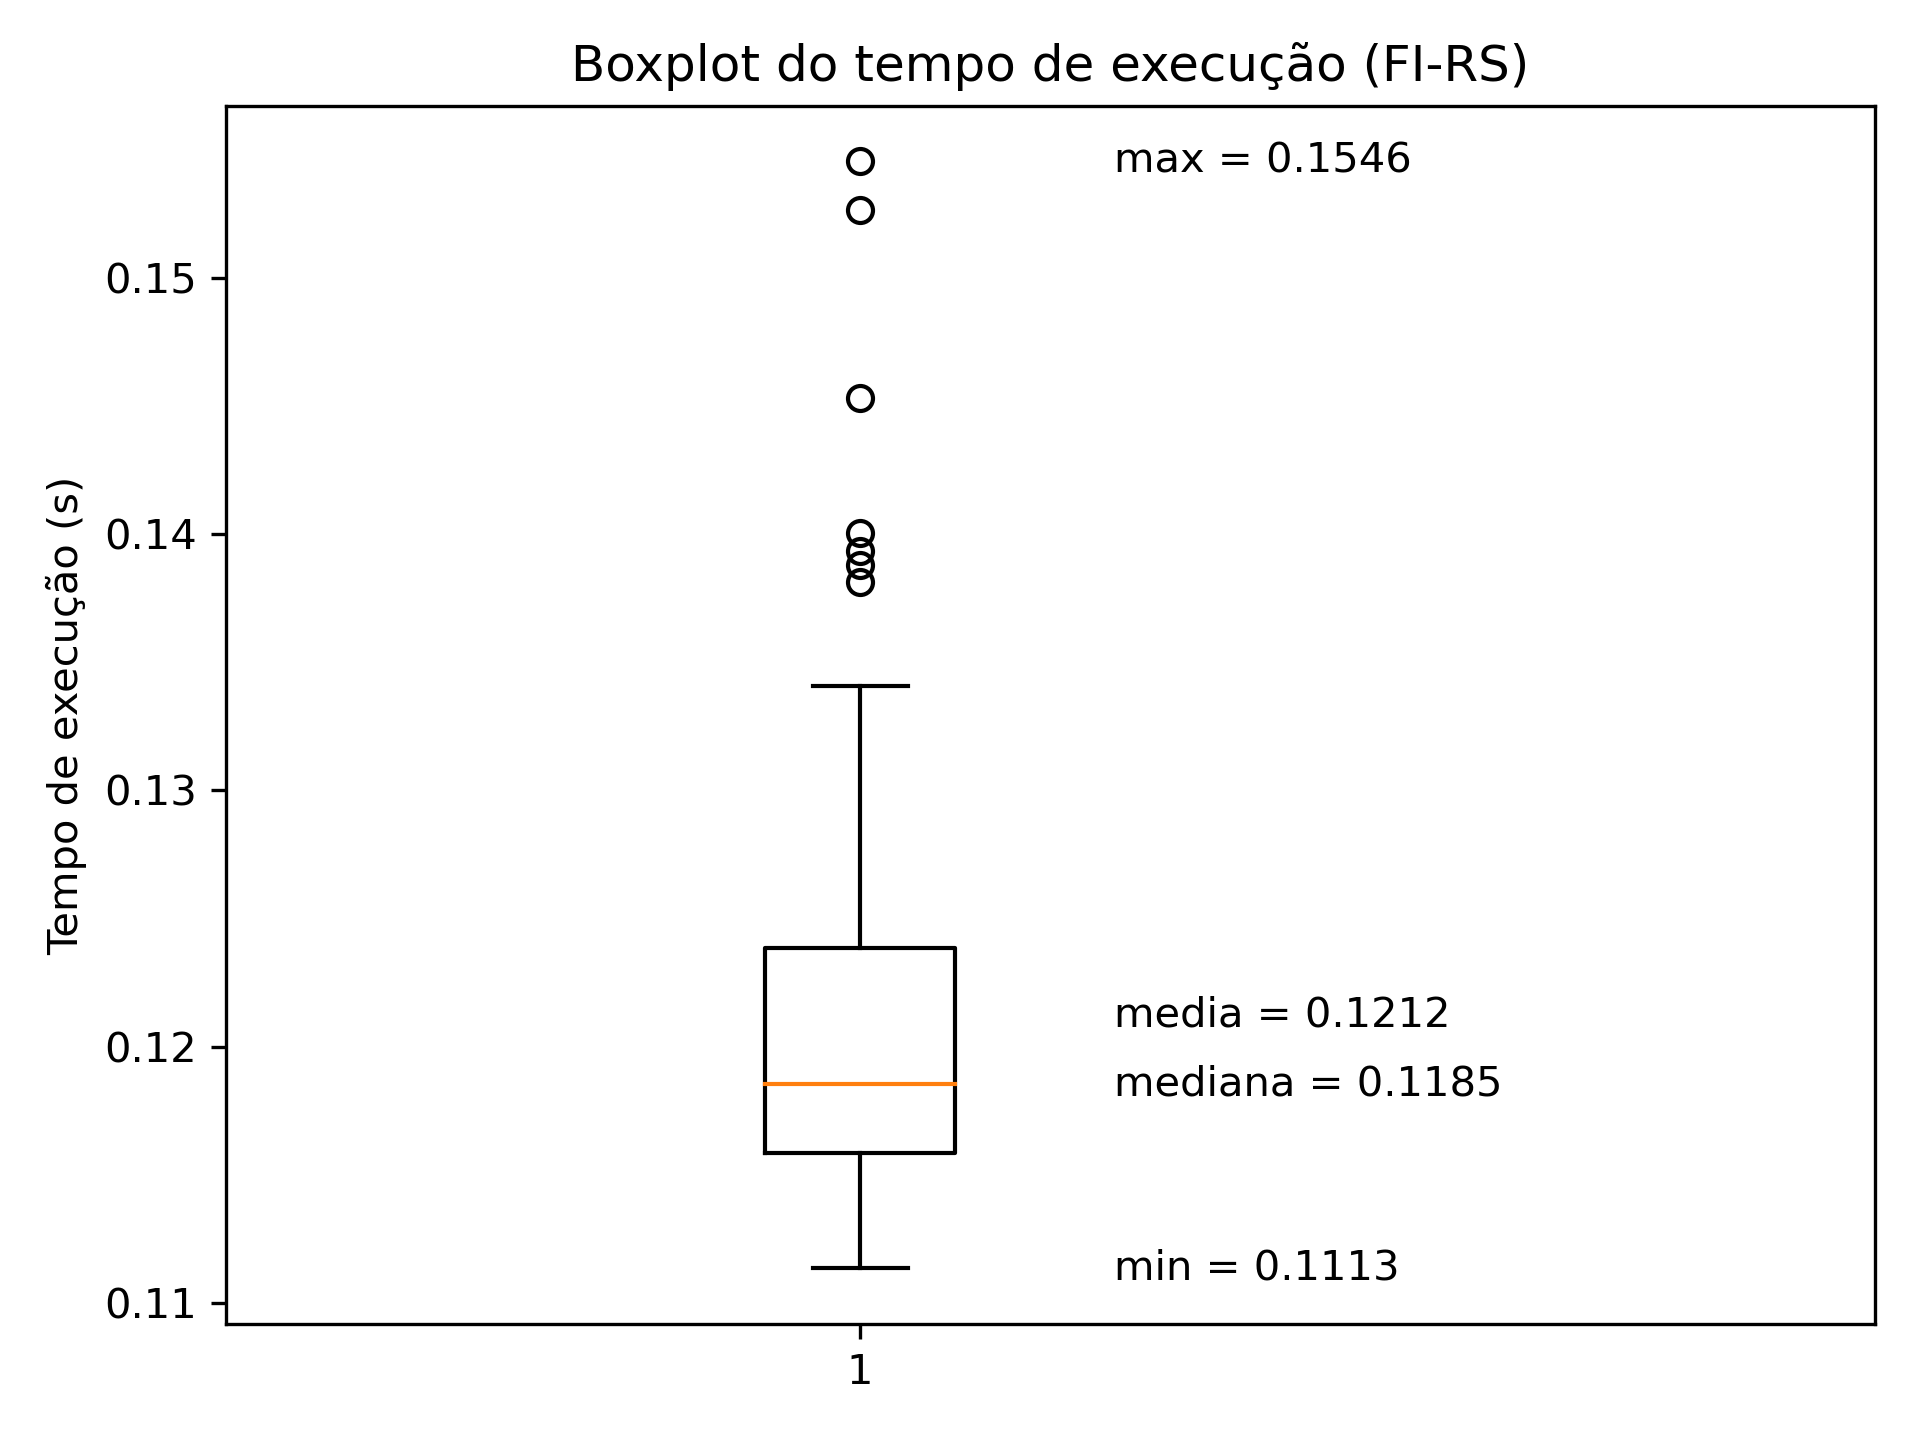 Boxplot do tempo de execução (FI-RS)
max = 0.1546
0.15
0.14
Tempo de execução (s)
0.13
media = 0.1212
0.12
mediana = 0.1185
min = 0.1113
0.11
1